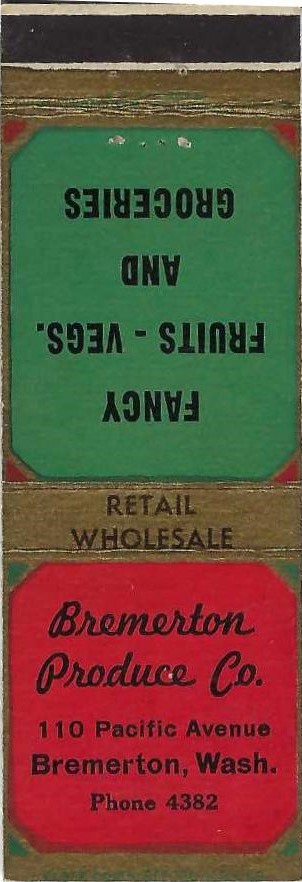 FANCY
FRUITS - VEGS.
AND
GROCERIES
RETAIL
WHOLESALE
Bremerton
Produce Co.
110 Pacific Avenue
Bremerton, Wash.
Phone 4382